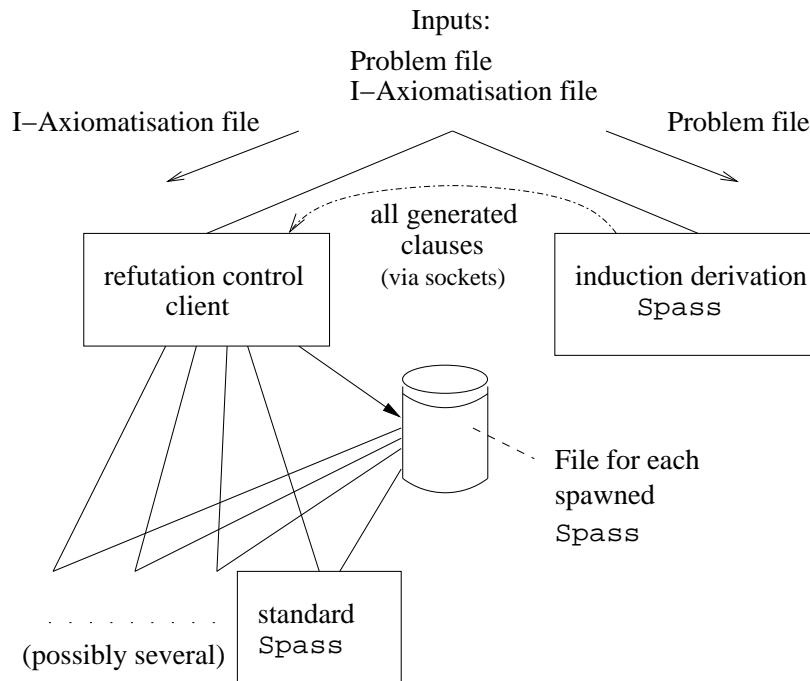 Inputs:
Problem file
I–Axiomatisation file
I–Axiomatisation file
Problem file
all generated
clauses
(via sockets)
refutation control
client
induction derivation
Spass
File for each
spawned
Spass
standard
Spass
(possibly several)